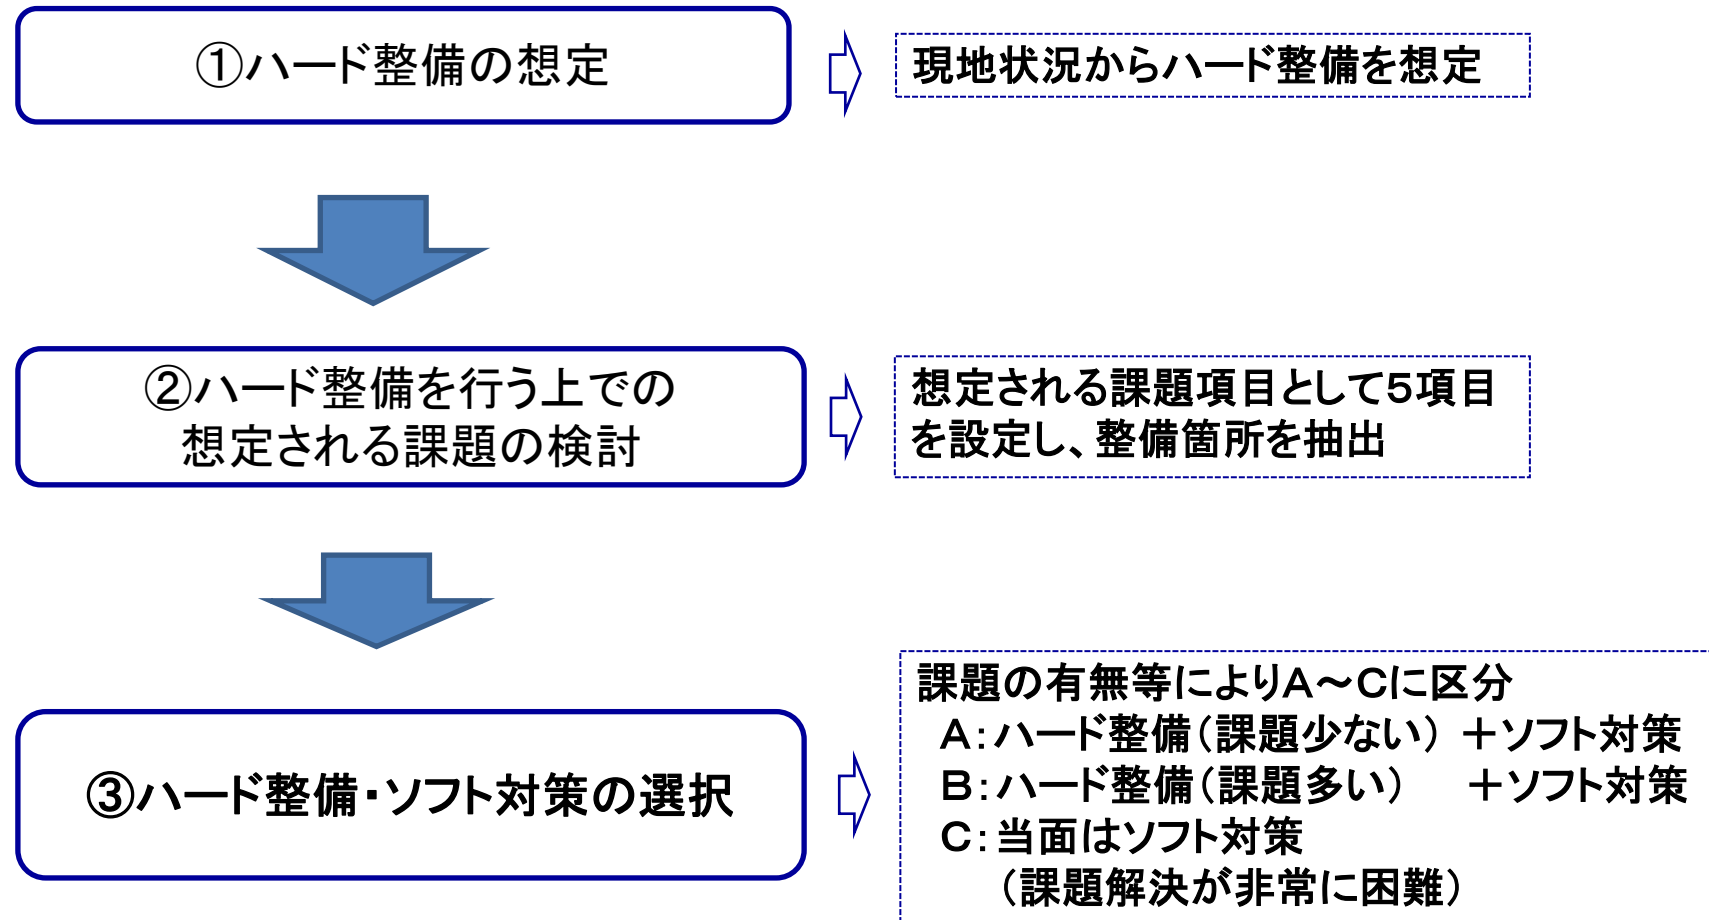 ①ハード整備の想定
現地状況からハード整備を想定
②ハード整備を行う上での
想定される課題の検討
想定される課題項目として5項目
を設定し、整備箇所を抽出
③ハード整備・ソフト対策の選択
課題の有無等によりA～Cに区分
A：ハード整備（課題少ない）＋ソフト対策
B：ハード整備（課題多い）　＋ソフト対策
C：当面はソフト対策
（課題解決が非常に困難）